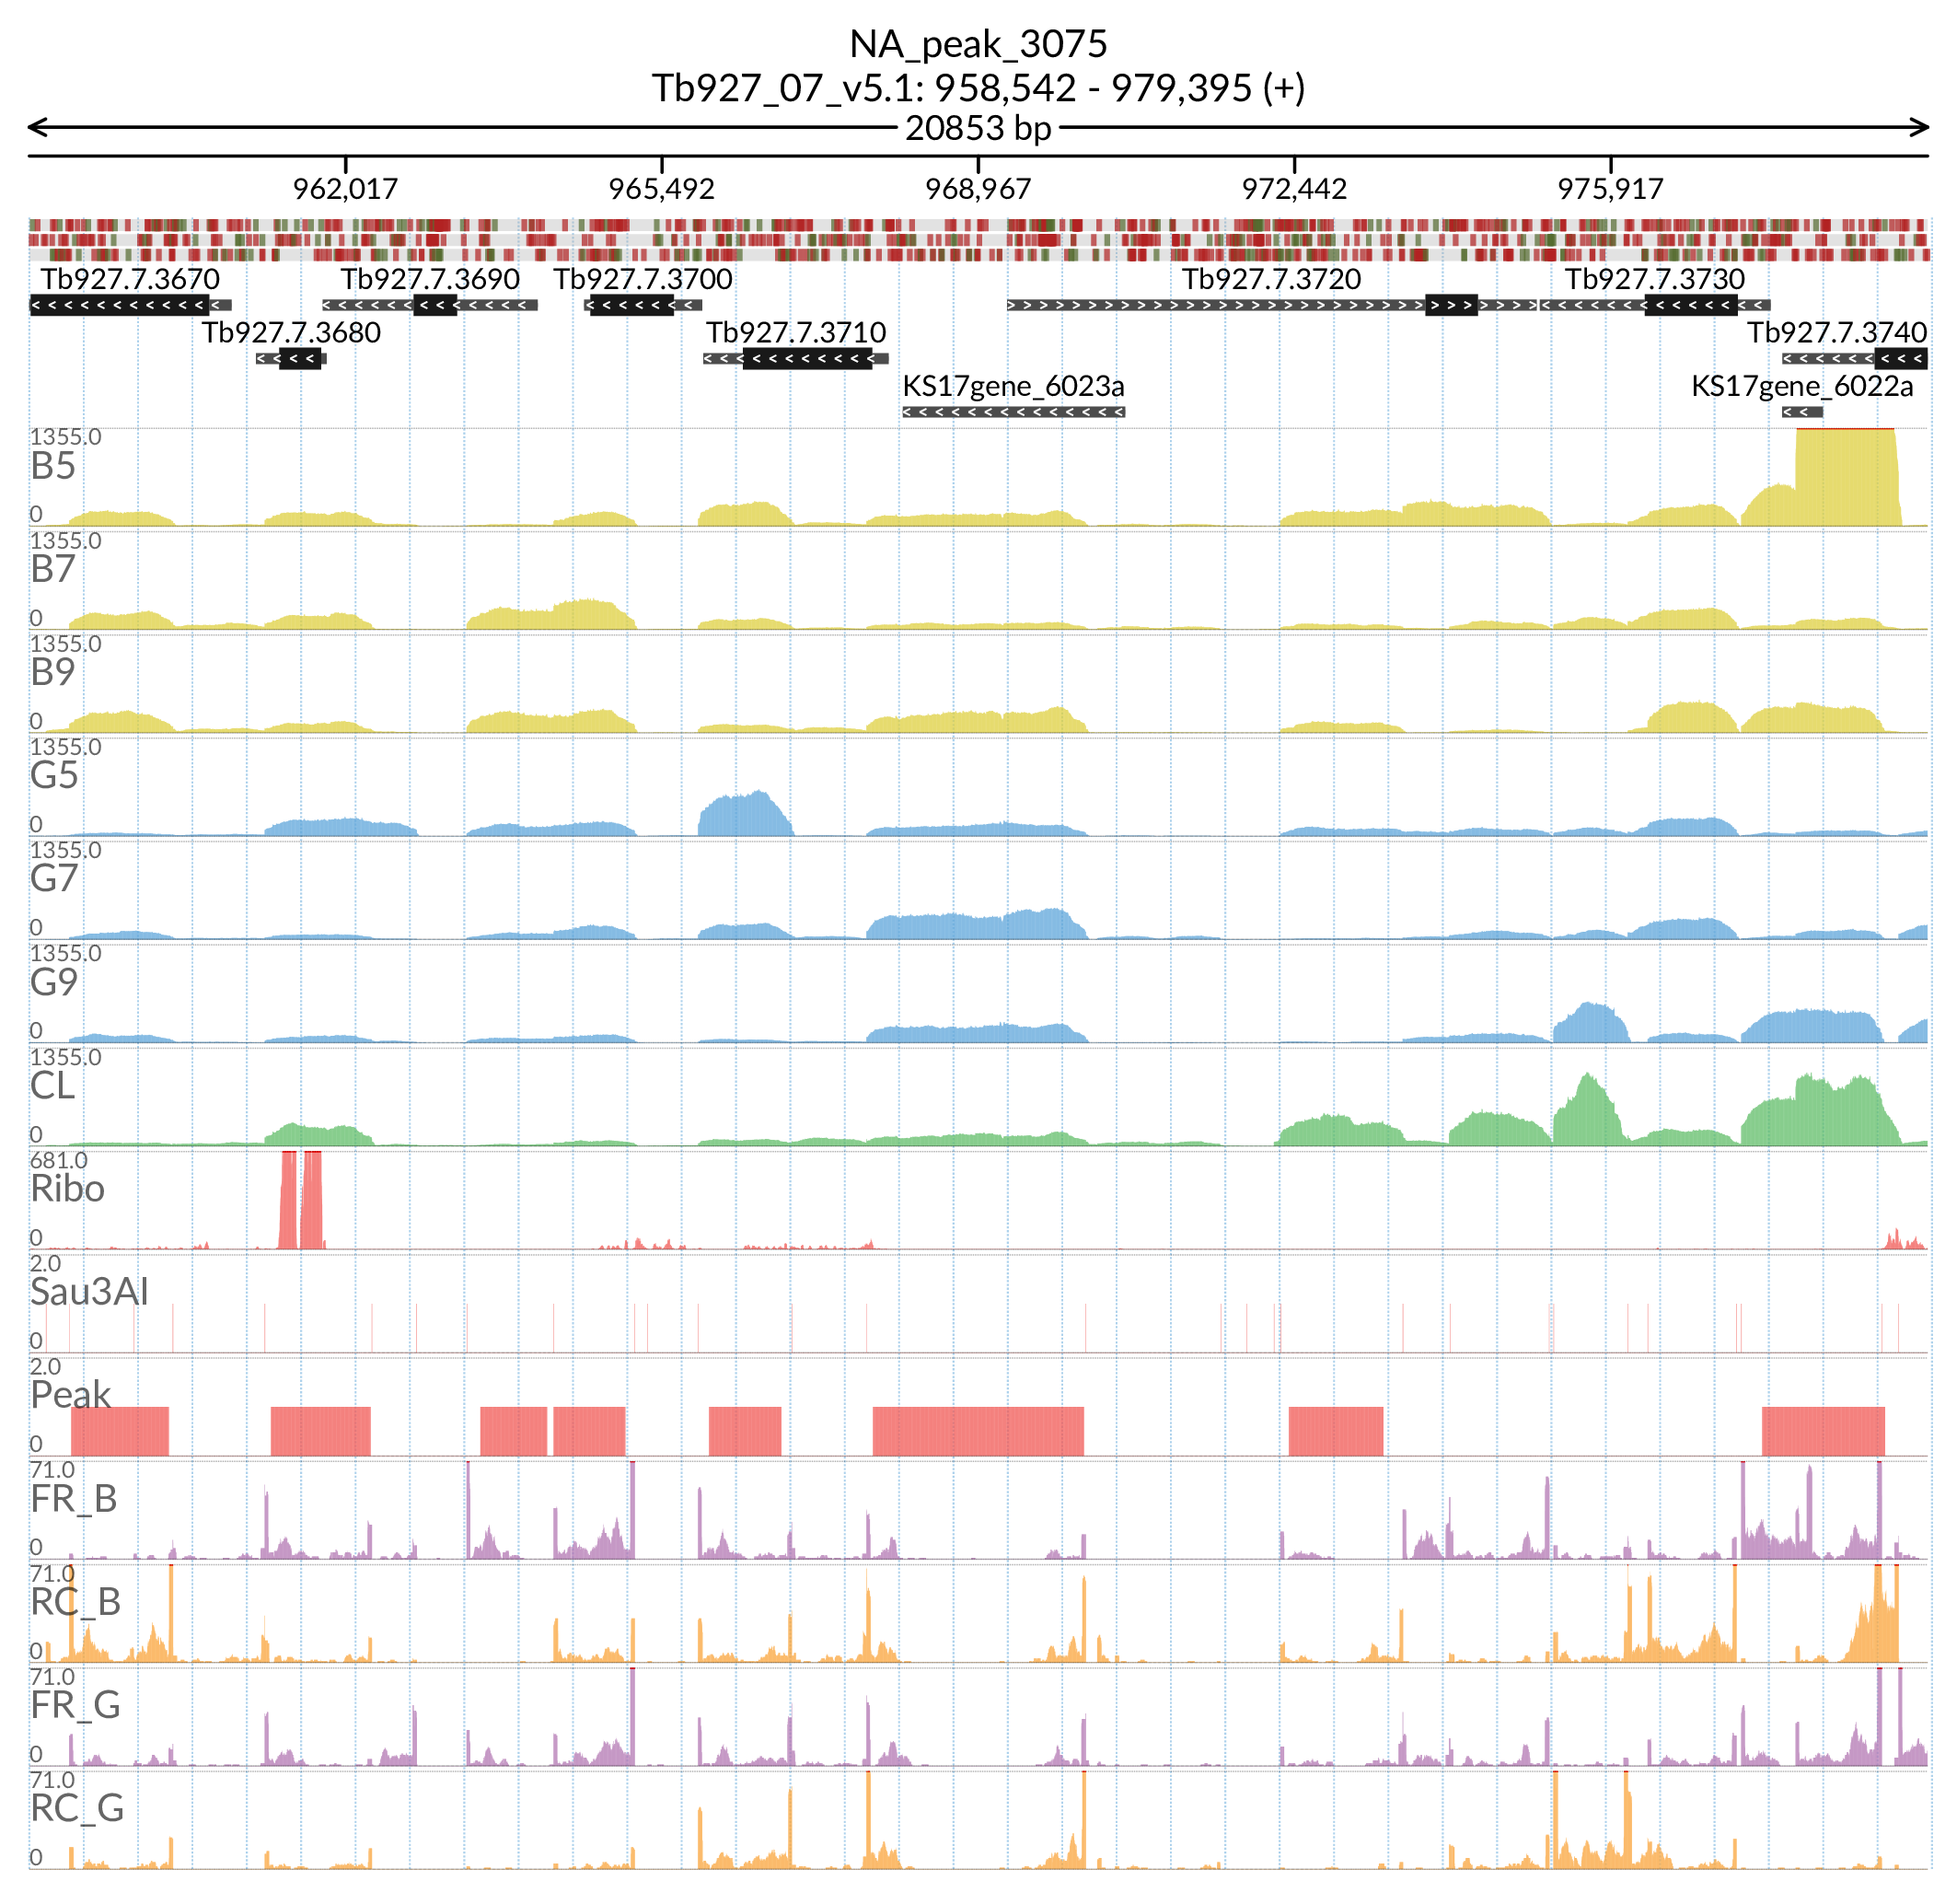 NA_peak_3075
Tb927_07_v5.1: 958,542 - 979,395 (+)
20853 bp
962,017 965,492 968,967 972,442 975,917
Tb927.7.3670 Tb927.7.3690 Tb927.7.3700 Tb927.7.3720 Tb927.7.3730
Tb927.7.3680 Tb927.7.3710 Tb927.7.3740
KS17gene_6023a KS17gene_6022a
1355.0
B5
0
1355.0
B7
0
1355.0
B9
0
1355.0
G5
0
1355.0
G7
0
1355.0
G9
0
1355.0
CL
0
681.0
Ribo
0
2.0
Sau3AI
0
2.0
Peak
0
71.0
FR_B
0
71.0
RC_B
0
71.0
FR_G
0
71.0
RC_G
0